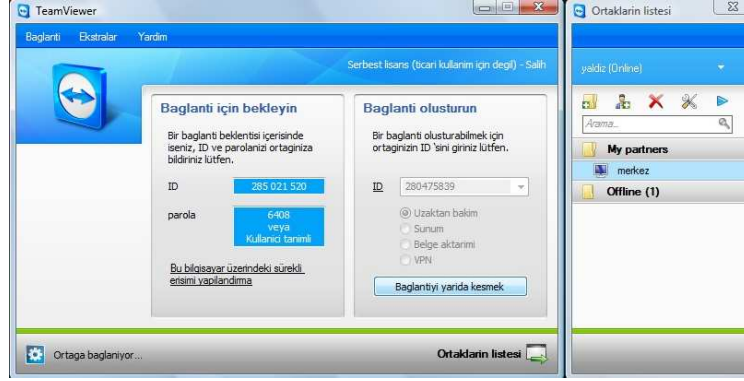 TeamViewer
Baglanti Ekstralar Yardim
Serbest lisans (ticari kullanim için degil) - Salih
Baglanti için bekleyin
Bir baglanti beklentisi içerisinde
iseniz, ID ve parolanizi ortaginiza
bildiriniz lütfen.
ID 285 021 520
parola 6408
veya
Kullanici tanimli
Bu bilgisayar üzerindeki sürekli
erisimi yapilandirma
Baglanti olusturun
Bir baglanti olusturabilmek için
ortaginizin ID 'sini giriniz lütfen.
ID 280475839
Uzaktan bakim
Sunum
Belge aktarimi
VPN
Baglantiyi yarida kesmek
Ortaga baglaniyor...
Ortaklarin listesi
Ortaklarin listesi
yaldiz (Online)
Arama...
My partners
merkez
Offline (1)